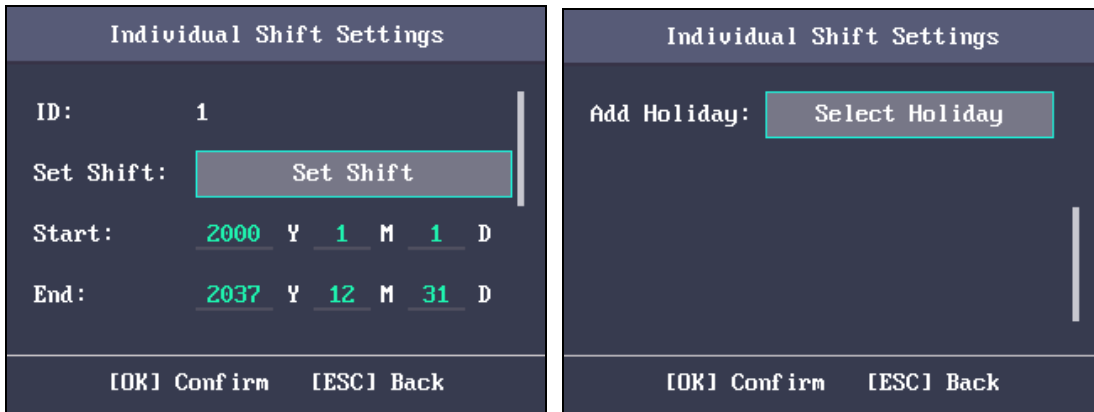 Individual Shift Settings
ID: 1
Set Shift: Set Shift
Start: 2000 Y 1 M 1 D
End: 2037 Y 12 M 31 D
[OK] Confirm [ESC] Back
Individual Shift Settings
Add Holiday: Select Holiday
[OK] Confirm [ESC] Back